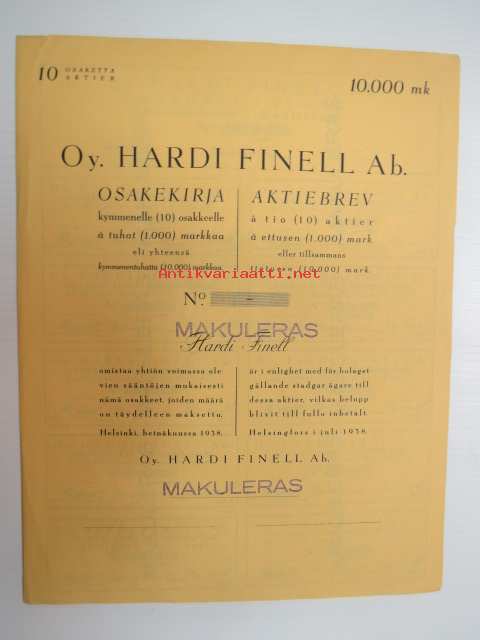 10 OSAKETTA
AKTIER
10.000 mk
Oy. HARDI FINELL Ab.
OSAKEKIRJA
kymmenelle (10) osakkeelle
à tuhat (1.000) markkaa
eli yhteensä
kymmenentuhatta (10.000) markkaa.
AKTIEBREV
à tio (10) aktier
à ettusen (1.000) mark
eller tillsammans
tiotusen (10.000) mark.
Antikvariaatti.net
No. -
MAKULERAS
Hardi Finell
omistaa yhtiön voimassa ole
vien sääntöjen mukaisesti
nämä osakkeet, joiden määrä
on täydelleen maksettu.
Helsinki, heinäkuussa 1938.
är i enlighet med för bolaget
gällande stadgar ägare till
dessa aktier, vilkas belopp
blivit till fullo inbetalt.
Helsingfors i juli 1938.
Oy. HARDI FINELL Ab.
MAKULERAS